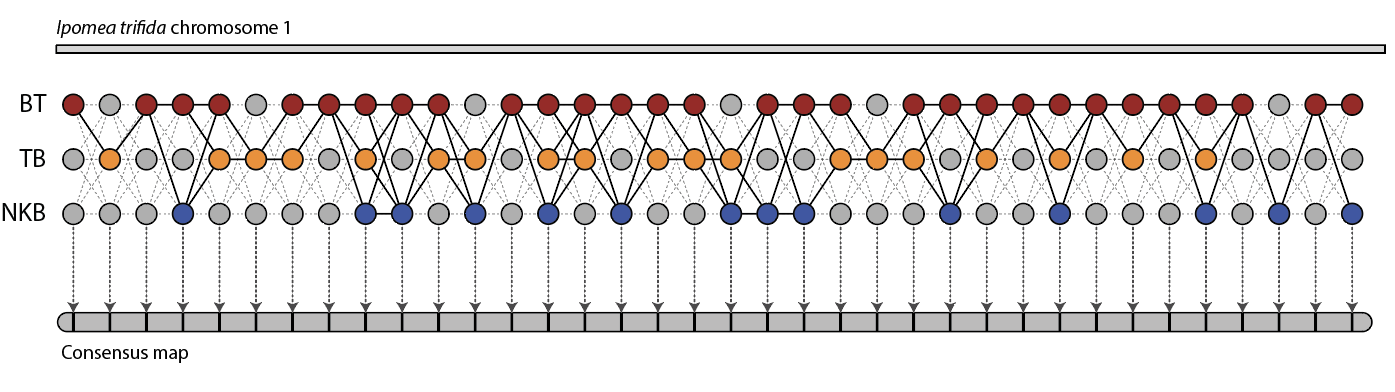 Ipomea trifida chromosome 1
BT
TB
NKB
Consensus map